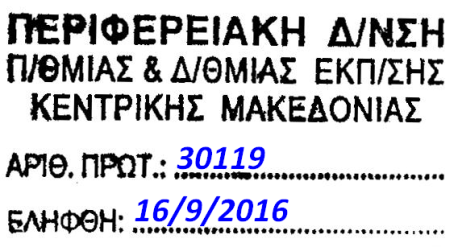 ΠΕΡΙΦΕΡΕΙΑΚΗ Δ/ΝΣΗ
Π/ΘΜΙΑΣ & Δ/ΘΜΙΑΣ ΕΚΠ/ΣΗΣ
ΚΕΝΤΡΙΚΗΣ ΜΑΚΕΔΟΝΙΑΣ
ΑΡΙΘ. ΠΡΩΤ.: 30119
ΕΛΗΦΘΗ: 16/9/2016